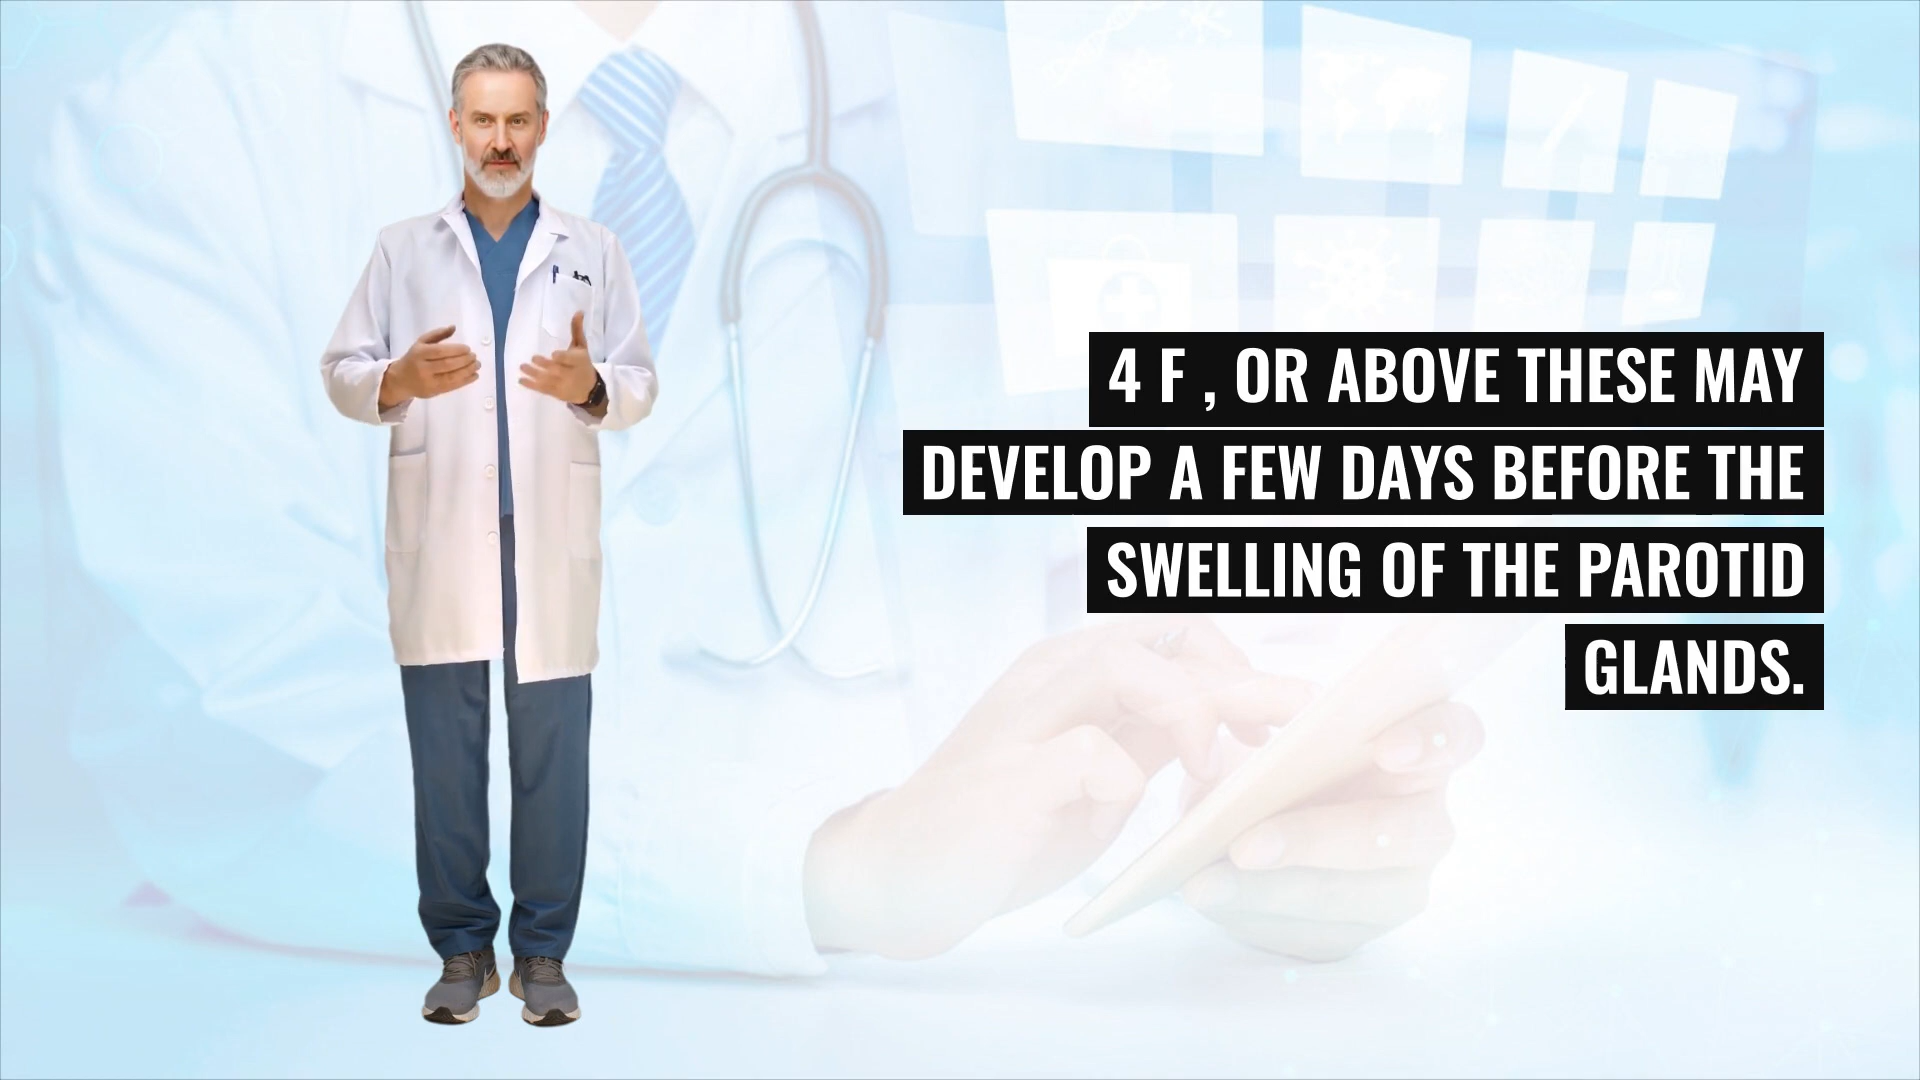 4 F , OR ABOVE THESE MAY
DEVELOP A FEW DAYS BEFORE THE
SWELLING OF THE PAROTID
GLANDS.